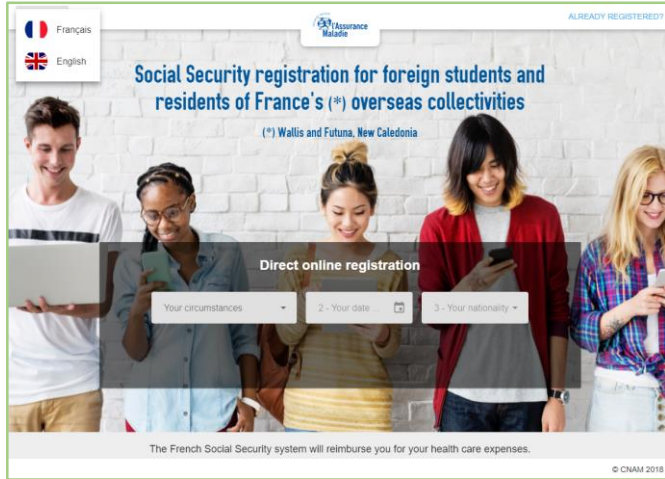 Français
English
l'Assurance
Maladie
ALREADY REGISTERED?
Social Security registration for foreign students and
residents of France's (*) overseas collectivities
(*) Wallis and Futuna, New Caledonia
Direct online registration
Your circumstances
2 - Your date ...
3 - Your nationality
The French Social Security system will reimburse you for your health care expenses.
© CNAM 2018